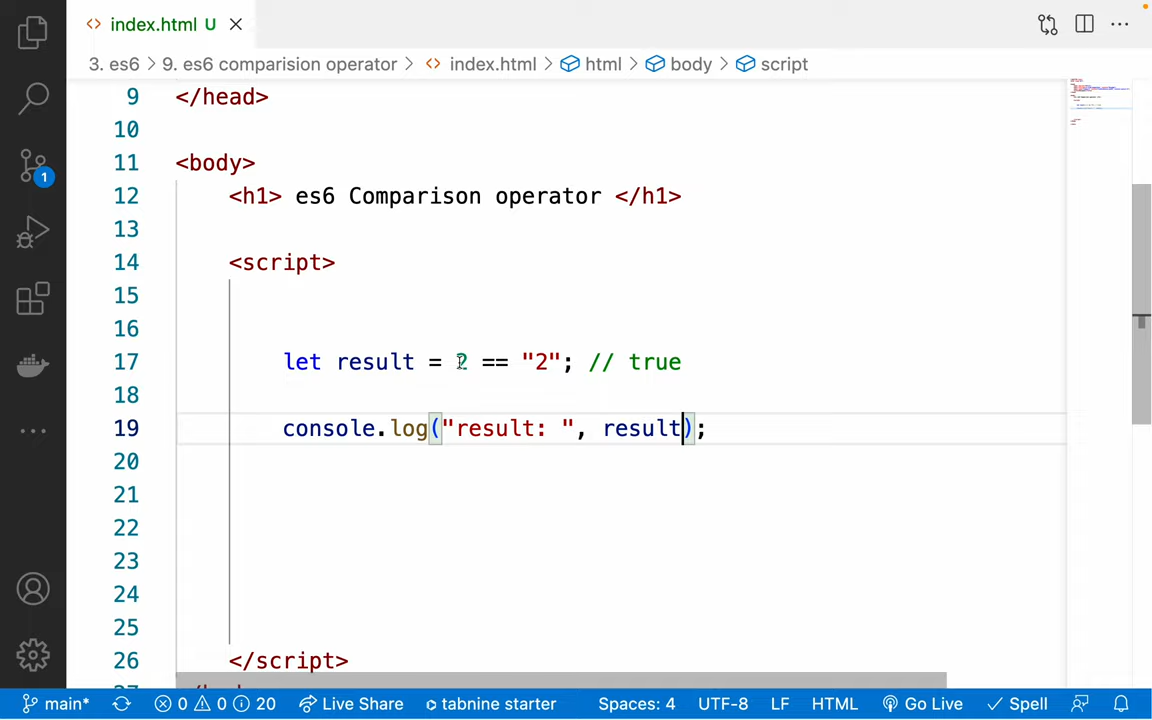 index.html U
3. es6 > 9. es6 comparision operator > index.html > html > body > script
9 </head>
10
11 <body>
12 <h1> es6 Comparison operator </h1>
13
14 <script>
15
16
17 let result = 2 == "2"; // true
18
19 console.log("result: ", result);
20
21
22
23
24
25
26 </script>
1
main* 0 0 20 Live Share tabnine starter Spaces: 4 UTF-8 LF HTML Go Live Spell